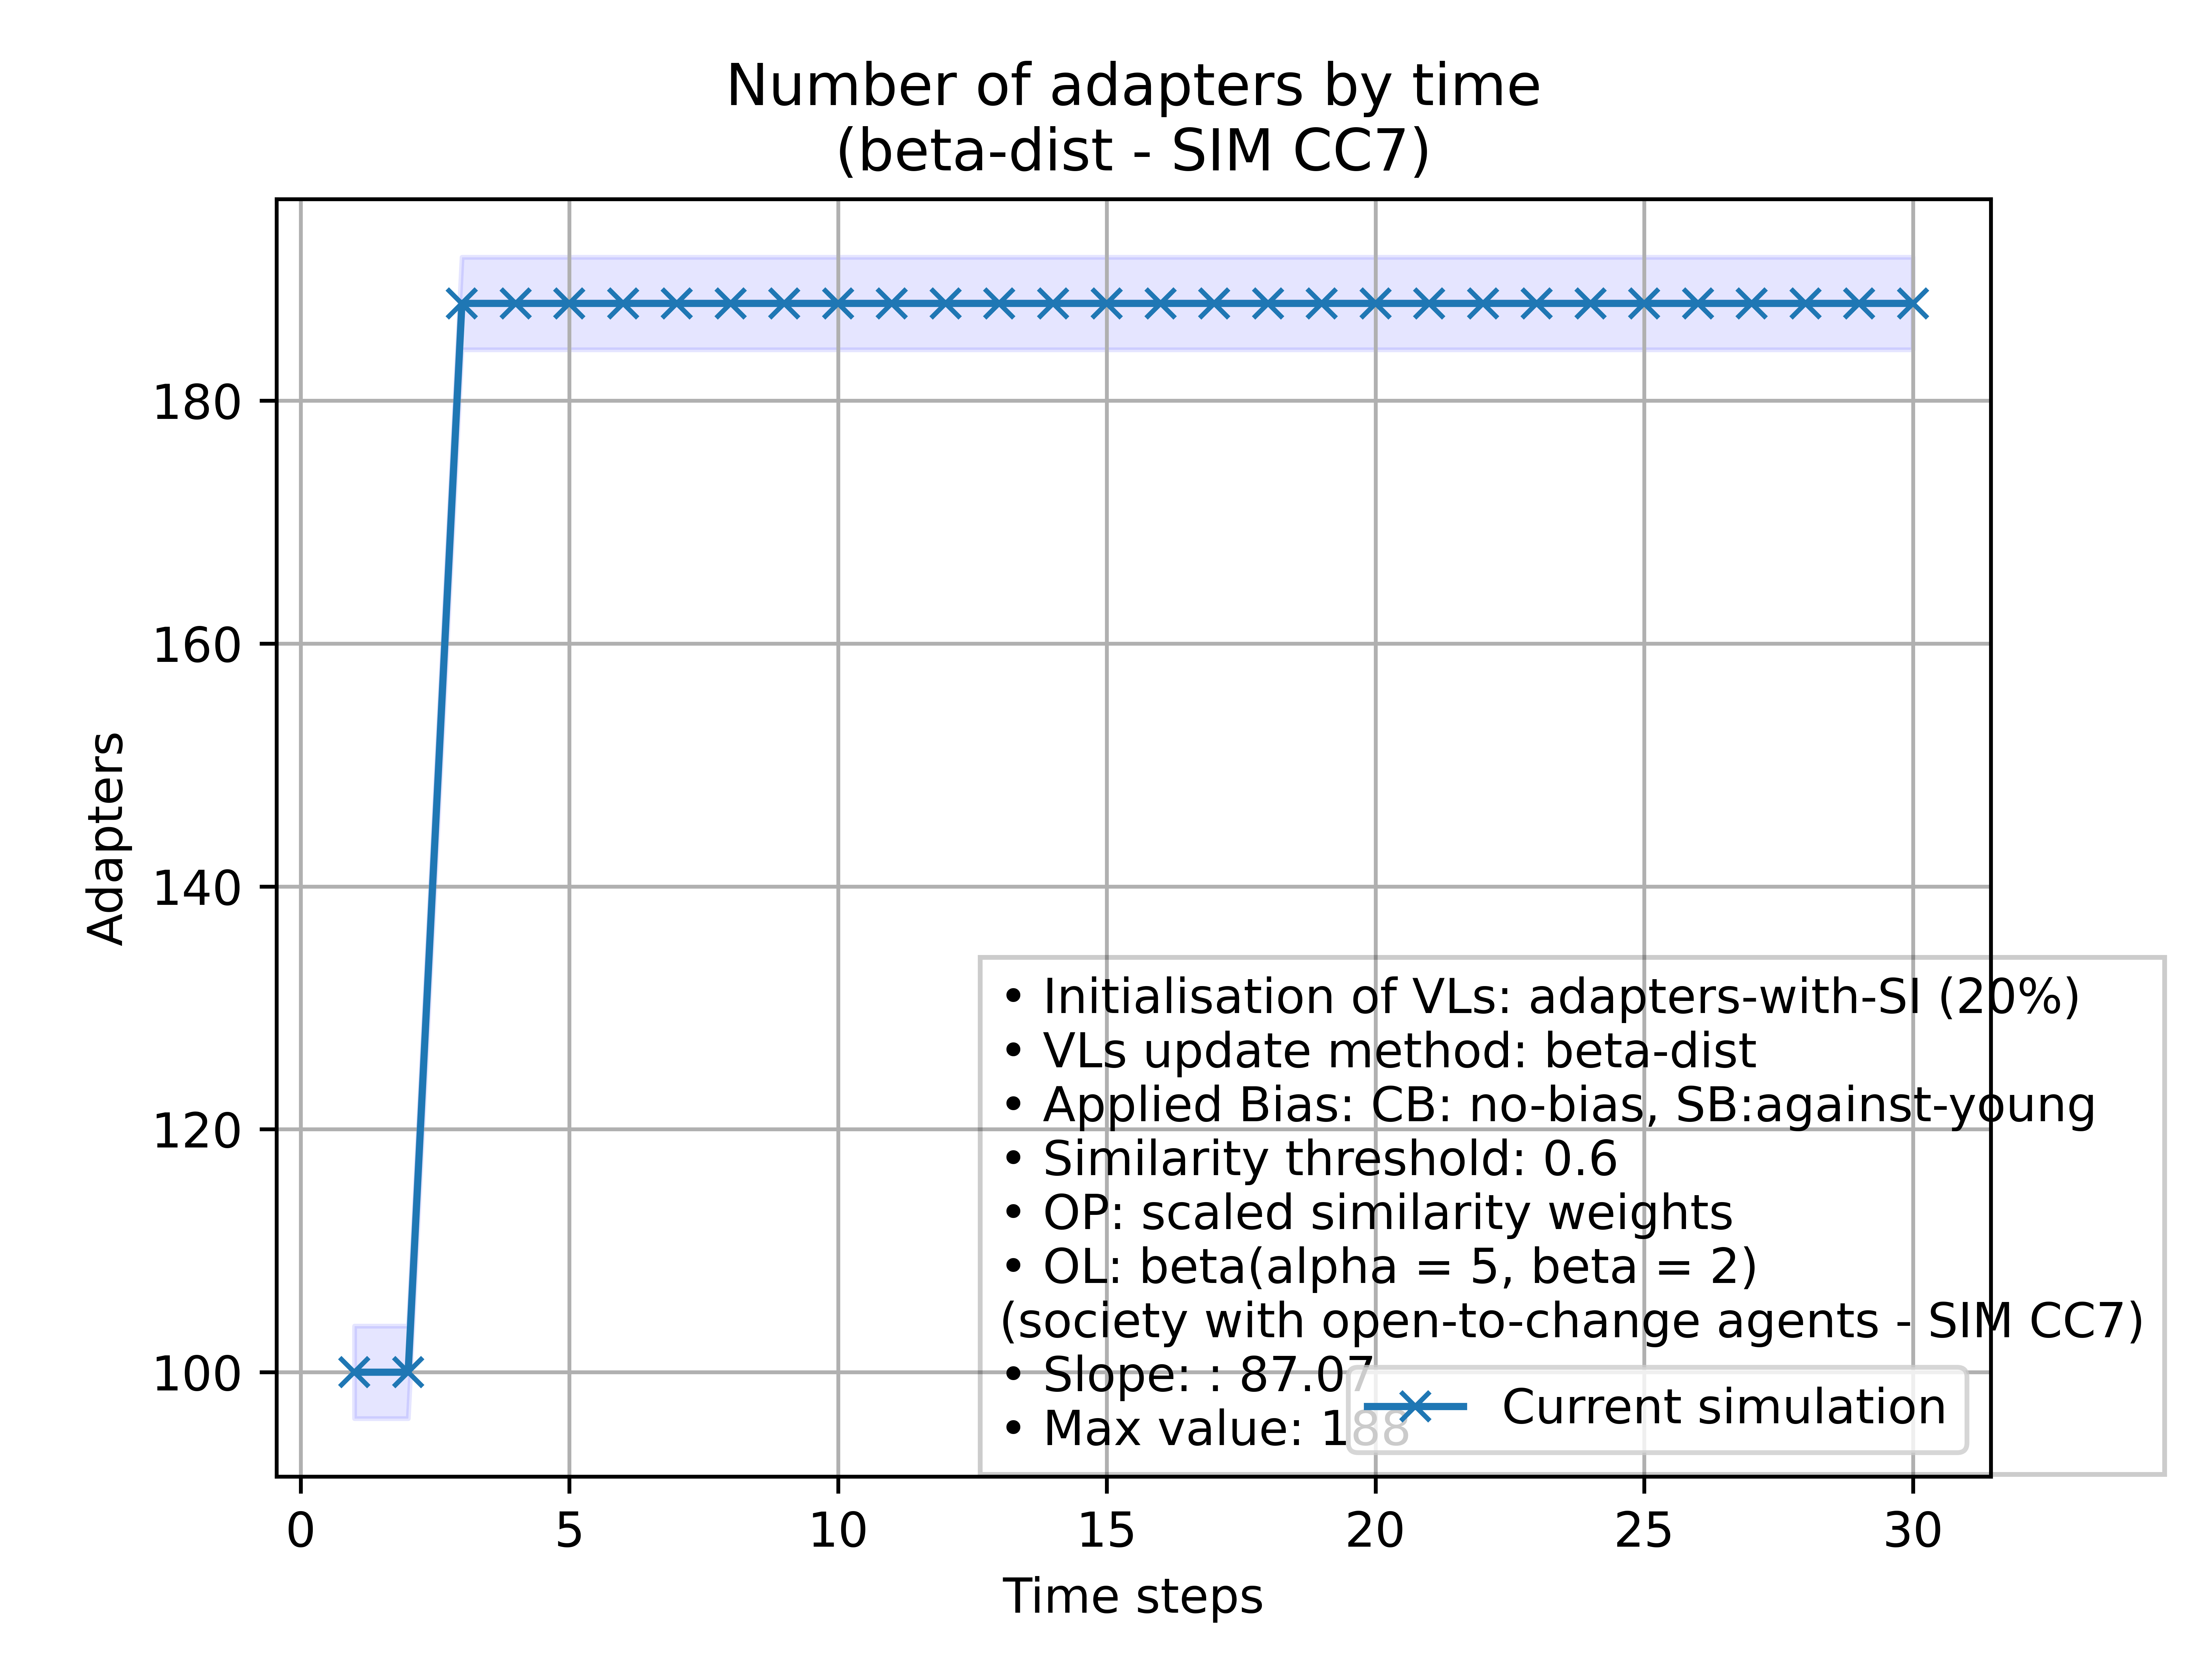 Number of adapters by time
(beta-dist - SIM CC7)
Adapters
180
160
140
120
100
• Initialisation of VLs: adapters-with-SI (20%)
• VLs update method: beta-dist
• Applied Bias: CB: no-bias, SB:against-young
• Similarity threshold: 0.6
• OP: scaled similarity weights
• OL: beta(alpha = 5, beta = 2)
(society with open-to-change agents - SIM CC7)
• Slope: : 87.07
• Max value: 188
Current simulation
0 5 10 15 20 25 30
Time steps